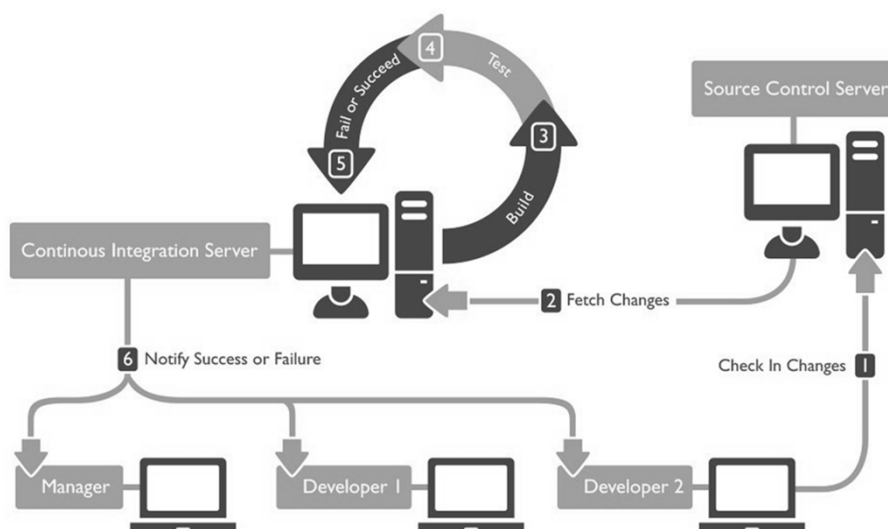 4
Test
Fail or Succeed
Source Control Server
3
5
Build
Continous Integration Server
2 Fetch Changes
6 Notify Success or Failure
Check In Changes 1
Manager
Developer 1
Developer 2